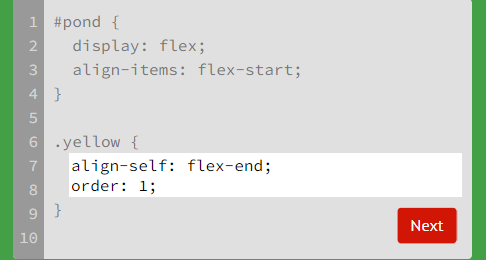 1 #pond {
2 display: flex;
3 align-items: flex-start;
4 }
5
6 .yellow {
7 align-self: flex-end;
8 order: 1;
9 }
10
Next